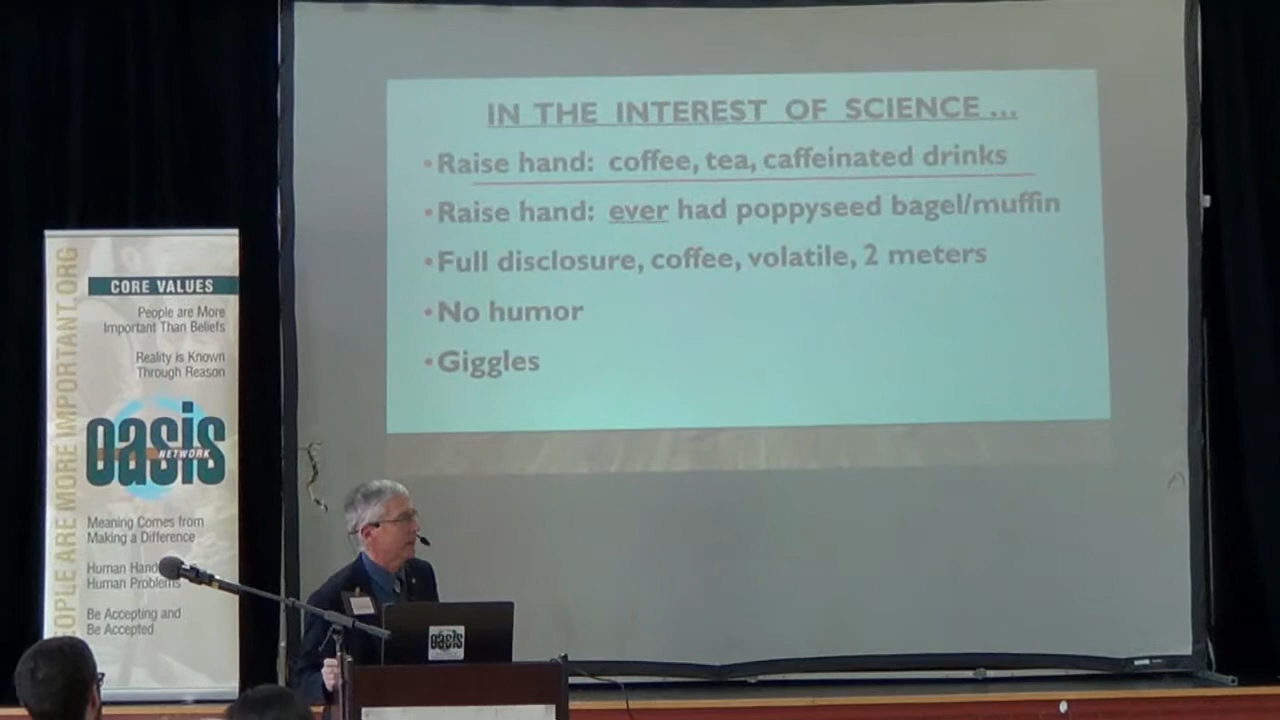 IN THE INTEREST OF SCIENCE ...
•Raise hand: coffee, tea, caffeinated drinks
•Raise hand: ever had poppyseed bagel/muffin
•Full disclosure, coffee, volatile, 2 meters
•No humor
•Giggles
PEOPLE ARE MORE IMPORTANT.ORG
CORE VALUES
People are More
Important Than Beliefs
Reality is Known
Through Reason
oasis
NETWORK
Meaning Comes from
Making a Difference
Human
Human Problems
Be Accepting and
Be Accepted
oasis